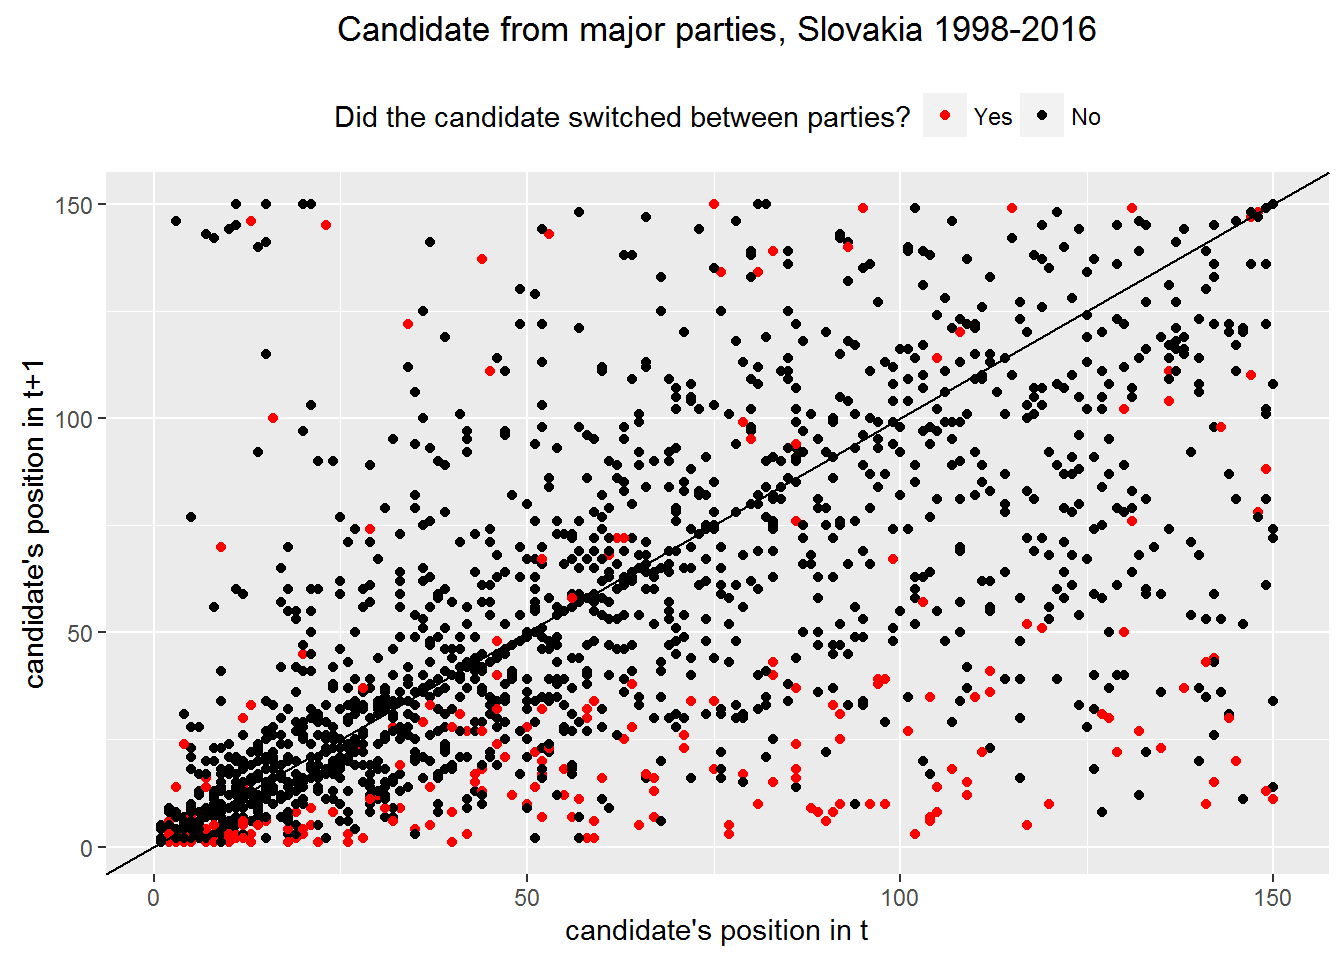 Candidate from major parties, Slovakia 1998-2016
Did the candidate switched between parties? Yes No
candidate's position in t+1
150
100
50
0
0 50 100 150
candidate's position in t